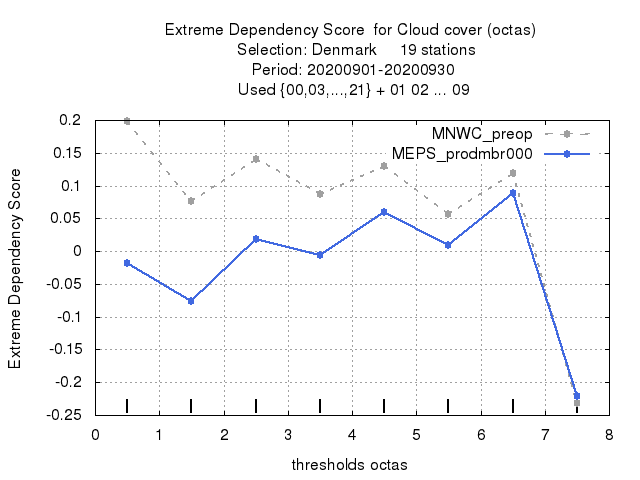 Extreme Dependency Score for Cloud cover (octas)
Selection: Denmark 19 stations
Period: 20200901-20200930
Used {00,03,...,21} + 01 02 ... 09
MNWC_preop
MEPS_prodmbr000
Extreme Dependency Score
0.2
0.15
0.1
0.05
0
-0.05
-0.1
-0.15
-0.2
-0.25
0 1 2 3 4 5 6 7 8
thresholds octas